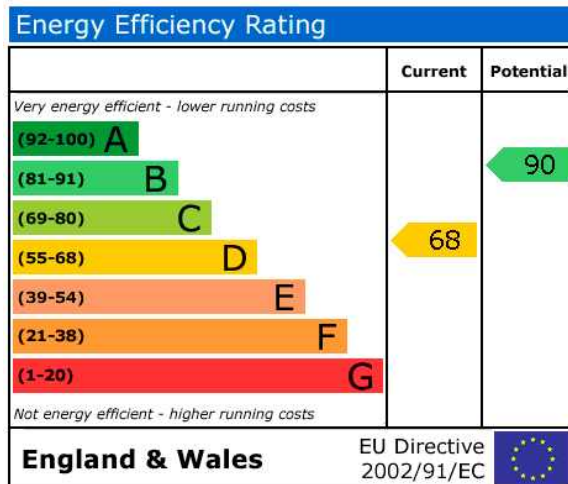 Energy Efficiency Rating
Current Potential
Very energy efficient - lower running costs
(92-100) A
(81-91) B
90
(69-80) C
68
(55-68) D
(39-54) E
(21-38) F
(1-20) G
Not energy efficient - higher running costs
England & Wales
EU Directive
2002/91/EC